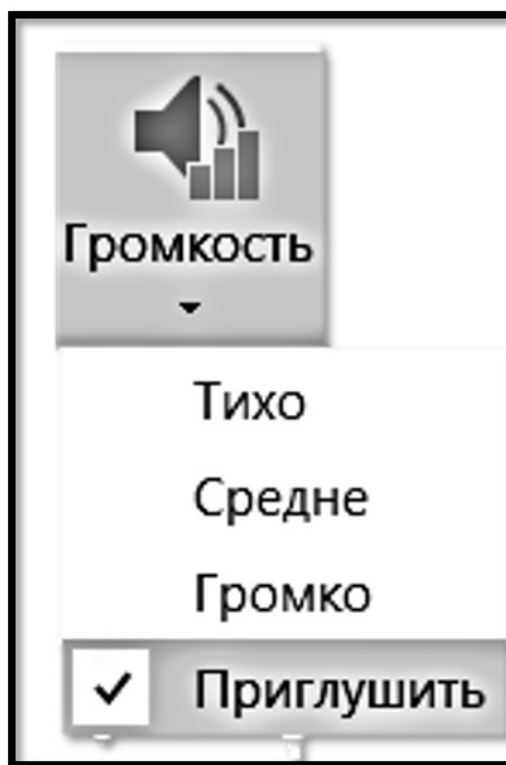 Громкость
Тихо
Средне
Громко
Приглушить